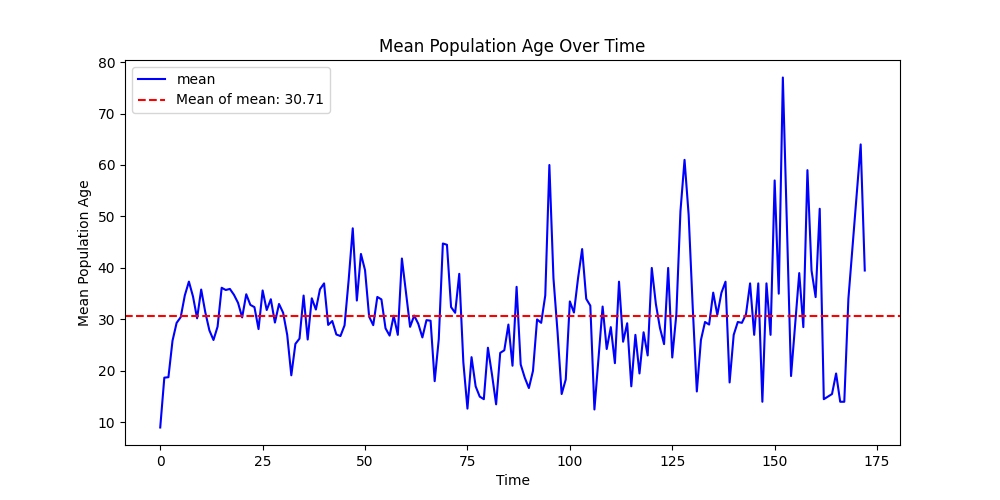 Mean Population Age Over Time
mean
Mean of mean: 30.71
Mean Population Age
80
70
60
50
40
30
20
10
0 25 50 75 100 125 150 175
Time